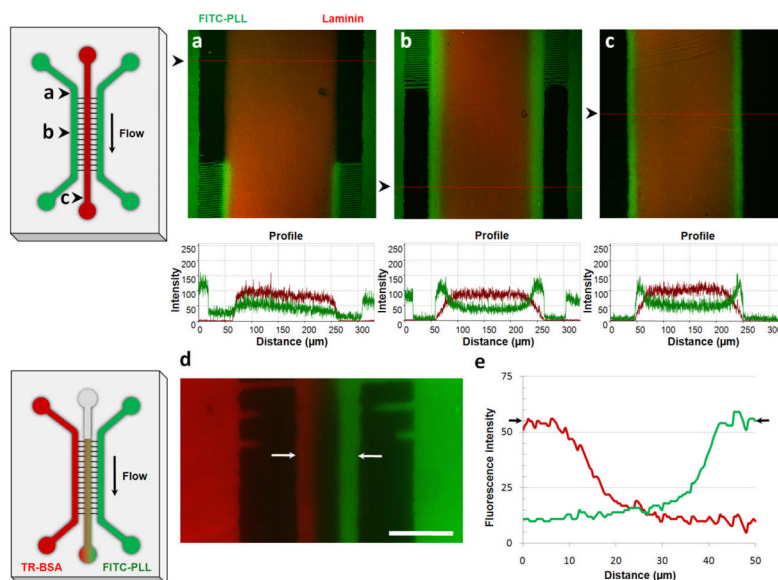 FITC-PLL Laminin
a
b
c
Flow
a
b
c
Profile
Intensity
250
200
150
100
50
0
0 50 100 150 200 250 300
Distance (µm)
Profile
Intensity
250
200
150
100
50
0
0 50 100 150 200 250 300
Distance (µm)
Profile
Intensity
250
200
150
100
50
0
0 50 100 150 200 250 300
Distance (µm)
Flow
TR-BSA FITC-PLL
d
e
Fluorescence intensity
75
50
25
0
0 10 20 30 40 50
Distance (µm)